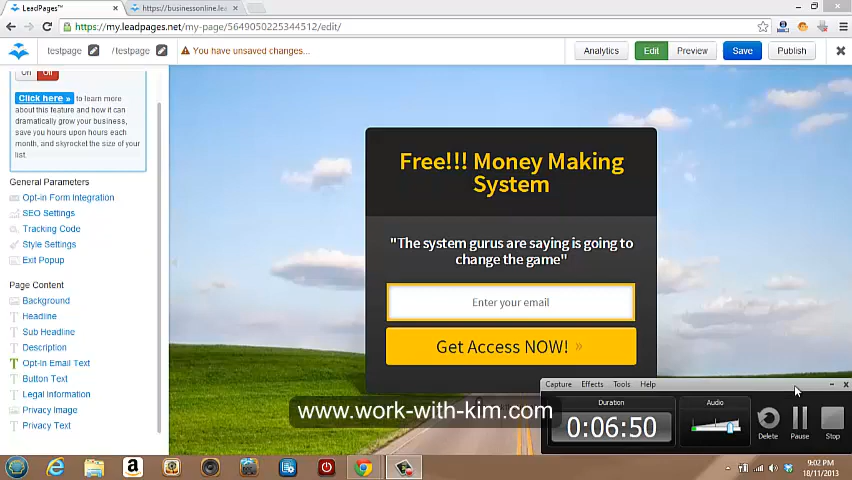 LeadPages™
https://businessonline.lea
https://my.leadpages.net/my-page/5649050225344512/edit/
testpage
/testpage
You have unsaved changes...
Analytics
Edit
Preview
Save
Publish
On
Off
Click here »
to learn more
about this feature and how it can
dramatically grow your business,
save you hours upon hours each
month, and skyrocket the size of your
list.
General Parameters
Opt-in Form Integration
SEO Settings
Tracking Code
Style Settings
Exit Popup
Page Content
Background
Headline
Sub Headline
Description
Opt-in Email Text
Button Text
Legal Information
Privacy Image
Privacy Text
Free!!! Money Making
System
"The system gurus are saying is going to
change the game"
Enter your email
Get Access NOW! »
www.work-with-kim.com
Capture
Effects
Tools
Help
Duration
0:06:50
Audio
Delete
Pause
Stop
9:02 PM
18/11/2013